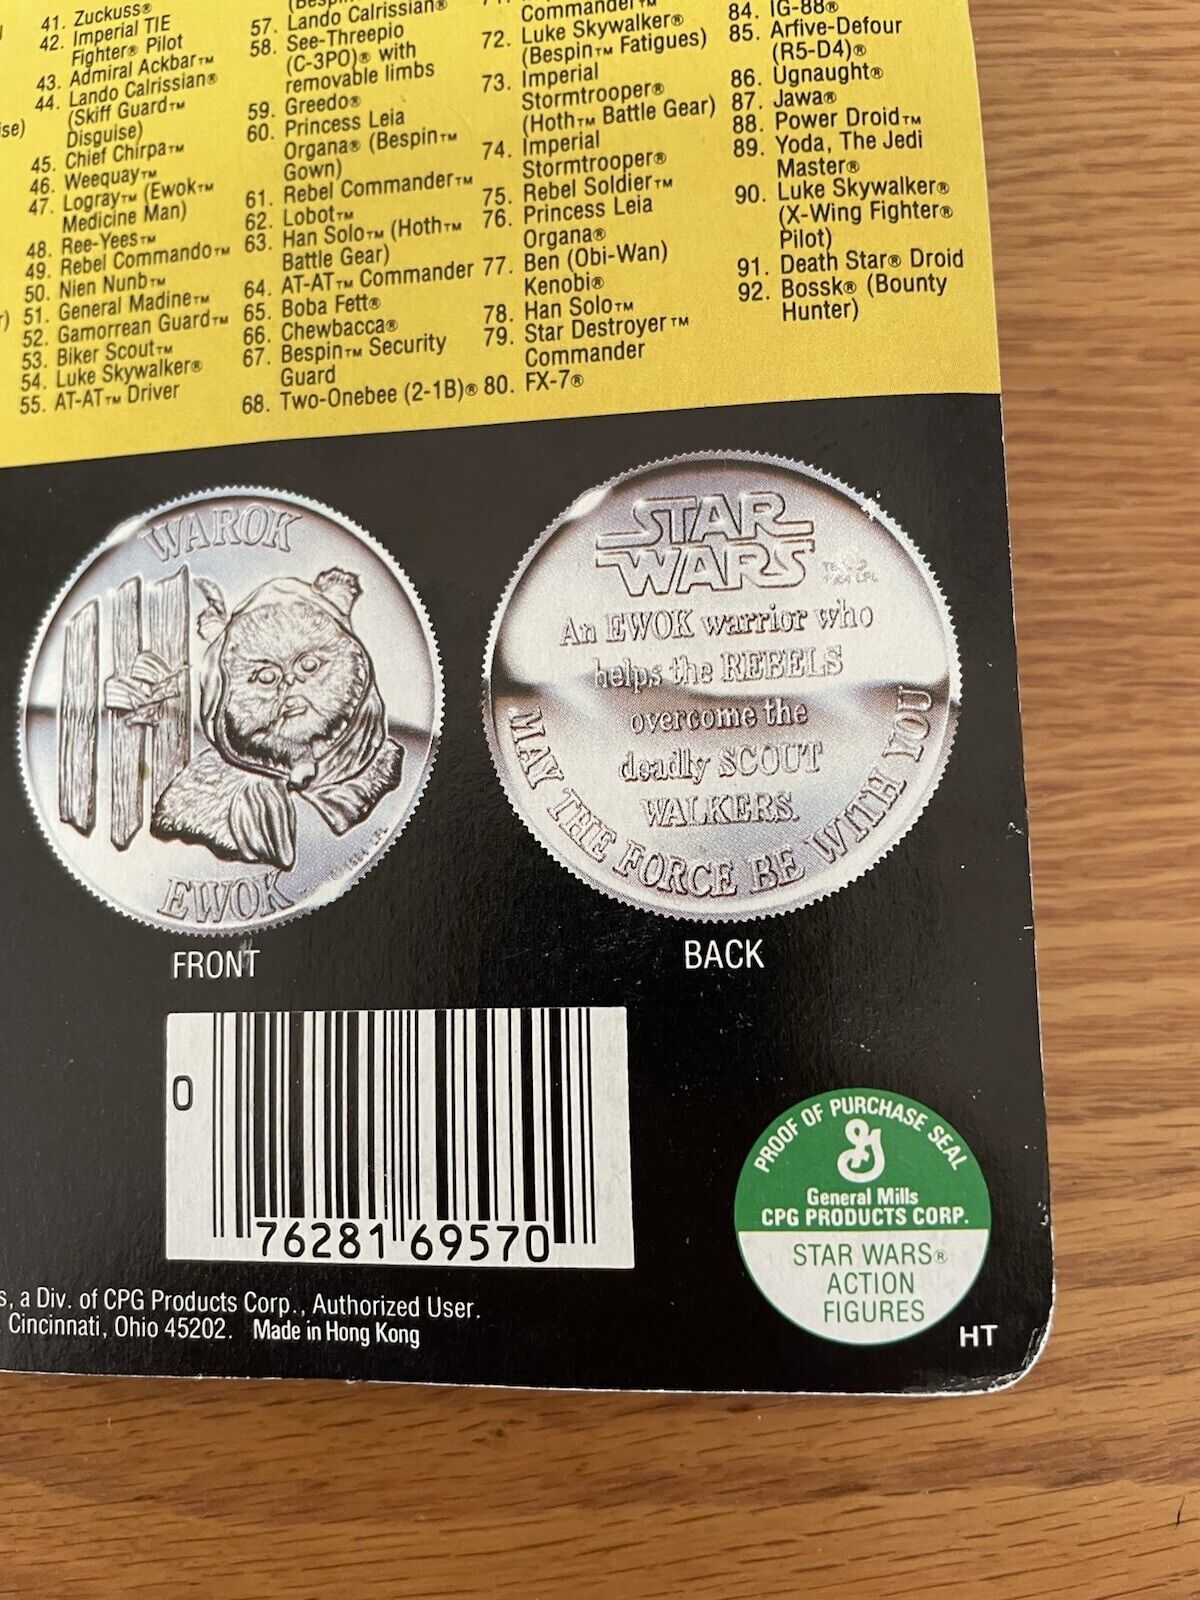 41. Zuckuss®
42. Imperial TIE
Fighter® Pilot
43. Admiral Ackbar™
44. Lando Calrissian®
(Skiff Guard™
Disguise)
45. Chief Chirpa™
46. Weequay™
47. Logray™ (Ewok™
Medicine Man)
48. Ree-Yees™
49. Rebel Commando™
50. Nien Nunb™
51. General Madine™
52. Gamorrean Guard™
53. Biker Scout™
54. Luke Skywalker®
55. AT-AT™ Driver
57. Lando Calrissian®
58. See-Threepio
(C-3PO)® with
removable limbs
59. Greedo®
60. Princess Leia
Organa® (Bespin™
Gown)
61. Rebel Commander™
62. Lobot™
63. Han Solo™ (Hoth™
Battle Gear)
64. AT-AT™ Commander
65. Boba Fett®
66. Chewbacca®
67. Bespin™ Security
Guard
68. Two-Onebee (2-1B)®
Commander™
72. Luke Skywalker®
(Bespin™ Fatigues)
73. Imperial
Stormtrooper®
(Hoth™ Battle Gear)
74. Imperial
Stormtrooper®
75. Rebel Soldier™
76. Princess Leia
Organa®
77. Ben (Obi-Wan)
Kenobi®
78. Han Solo™
79. Star Destroyer™
Commander
80. FX-7®
84. IG-88®
85. Arfive-Defour
(R5-D4)®
86. Ugnaught®
87. Jawa®
88. Power Droid™
89. Yoda, The Jedi
Master®
90. Luke Skywalker®
(X-Wing Fighter®
Pilot)
91. Death Star® Droid
92. Bossk® (Bounty
Hunter)
WAROK
EWOK
FRONT
STAR
WARS
An EWOK warrior who
helps the REBELS
overcome the
deadly SCOUT
WALKERS.
MAY THE FORCE BE WITH YOU
BACK
0
76281 69570
PROOF OF PURCHASE SEAL
G
General Mills
CPG PRODUCTS CORP.
STAR WARS®
ACTION
FIGURES
HT
s, a Div. of CPG Products Corp., Authorized User.
Cincinnati, Ohio 45202. Made in Hong Kong